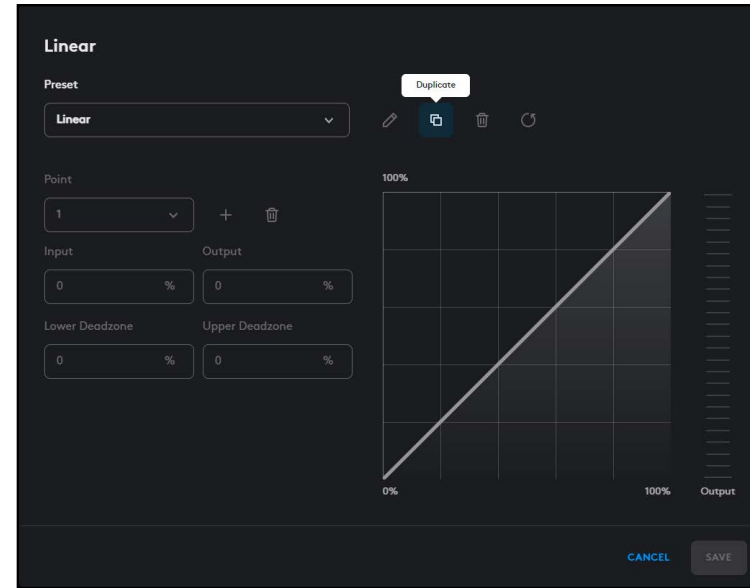 Linear
Preset
Duplicate
Linear
Point
100%
1
Input
Output
0 %
0 %
Lower Deadzone
Upper Deadzone
0 %
0 %
0%
100%
Output
CANCEL
SAVE